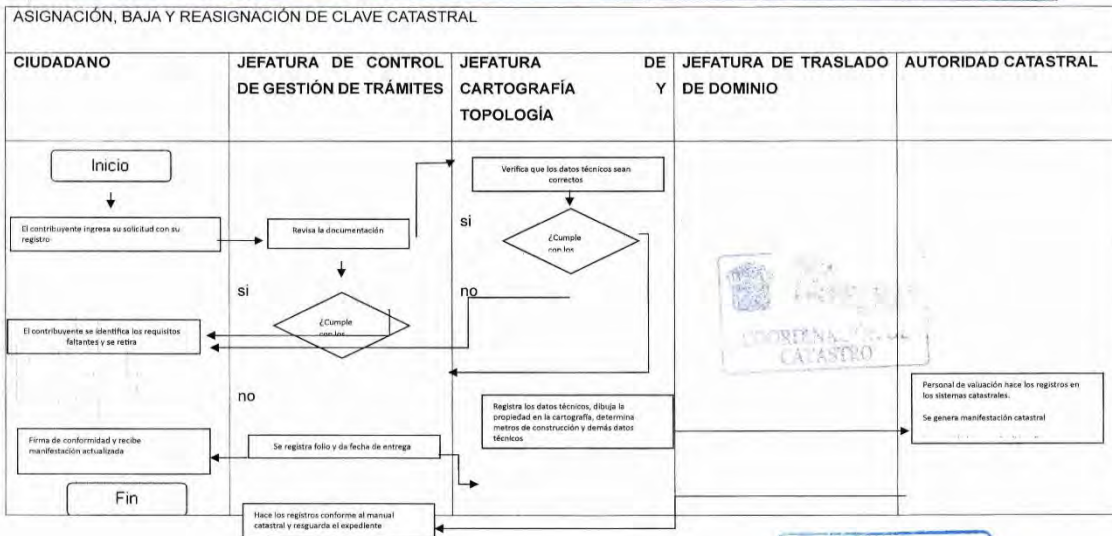 ASIGNACIÓN, BAJA Y REASIGNACIÓN DE CLAVE CATASTRAL
CIUDADANO
JEFATURA DE CONTROL
DE GESTIÓN DE TRÁMITES
JEFATURA DE
CARTOGRAFÍA Y
TOPOLOGÍA
JEFATURA DE TRASLADO
DE DOMINIO
AUTORIDAD CATASTRAL
Inicio
Verifica que los datos técnicos sean
correctos
El contribuyente ingresa su solicitud con su
registro
Revisa la documentación
si
¿Cumple
con los
si
no
¿Cumple
con los
El contribuyente se identifica los requisitos
faltantes y se retira
CATASTRO
no
Registra los datos técnicos, dibuja la
propiedad en la cartografía, determina
metros de construcción y demás datos
técnicos
Personal de valuación hace los registros en
los sistemas catastrales.
Se genera manifestación catastral
Firma de conformidad y recibe
manifestación actualizada
Se registra folio y da fecha de entrega
Fin
Hace los registros conforme al manual
catastral y resguarda el expediente